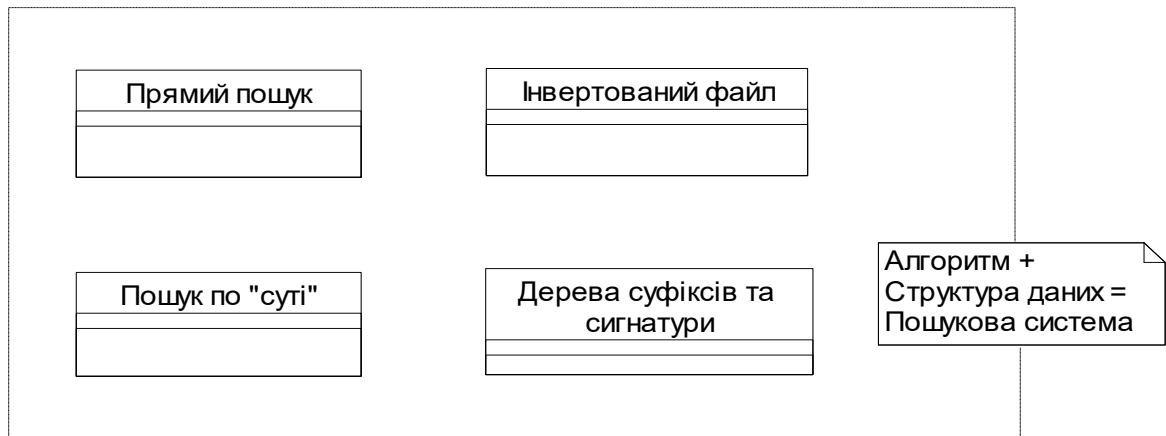 Прямий пошук
Інвертований файл
Пошук по "суті"
Дерева суфіксів та
сигнатури
Алгоритм +
Структура даних =
Пошукова система